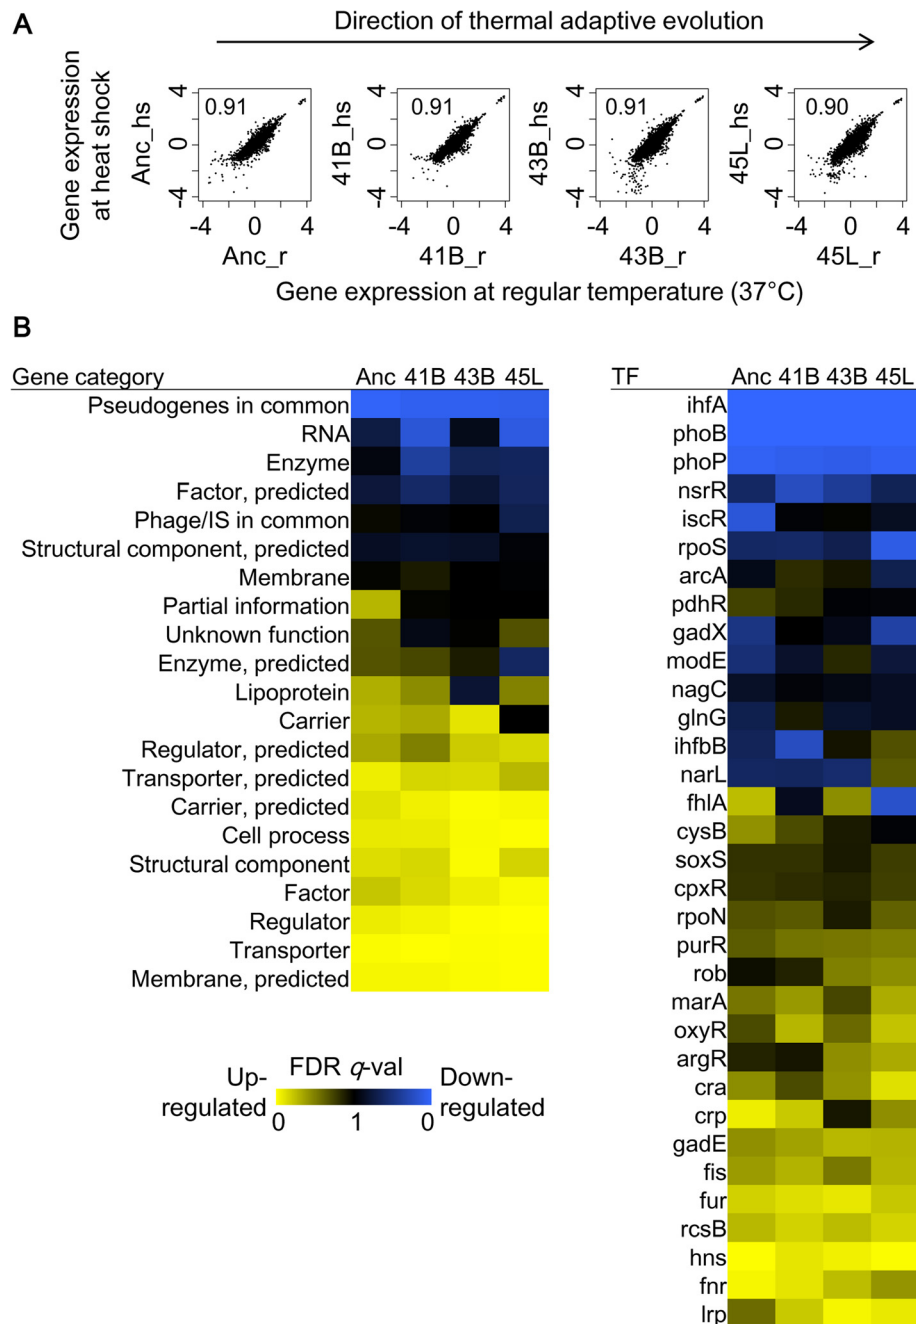 A
Direction of thermal adaptive evolution
Gene expression
at heat shock
Anc_hs
4
0
-4
0.91
-4 0 4
Anc_r
41B_hs
4
0
-4
0.91
-4 0 4
41B_r
43B_hs
4
0
-4
0.91
-4 0 4
43B_r
45L_hs
4
0
-4
0.90
-4 0 4
45L_r
Gene expression at regular temperature (37°C)
B
Gene category Anc 41B 43B 45L
Pseudogenes in common
RNA
Enzyme
Factor, predicted
Phage/IS in common
Structural component, predicted
Membrane
Partial information
Unknown function
Enzyme, predicted
Lipoprotein
Carrier
Regulator, predicted
Transporter, predicted
Carrier, predicted
Cell process
Structural component
Factor
Regulator
Transporter
Membrane, predicted
Up-
regulated
FDR q-val
0 1 0
Down-
regulated
TF Anc 41B 43B 45L
ihfA
phoB
phoP
nsrR
iscR
rpoS
arcA
pdhR
gadX
modE
nagC
glnG
ihfbB
narL
fhlA
cysB
soxS
cpxR
rpoN
purR
rob
marA
oxyR
argR
cra
crp
gadE
fis
fur
rcsB
hns
fnr
lrp